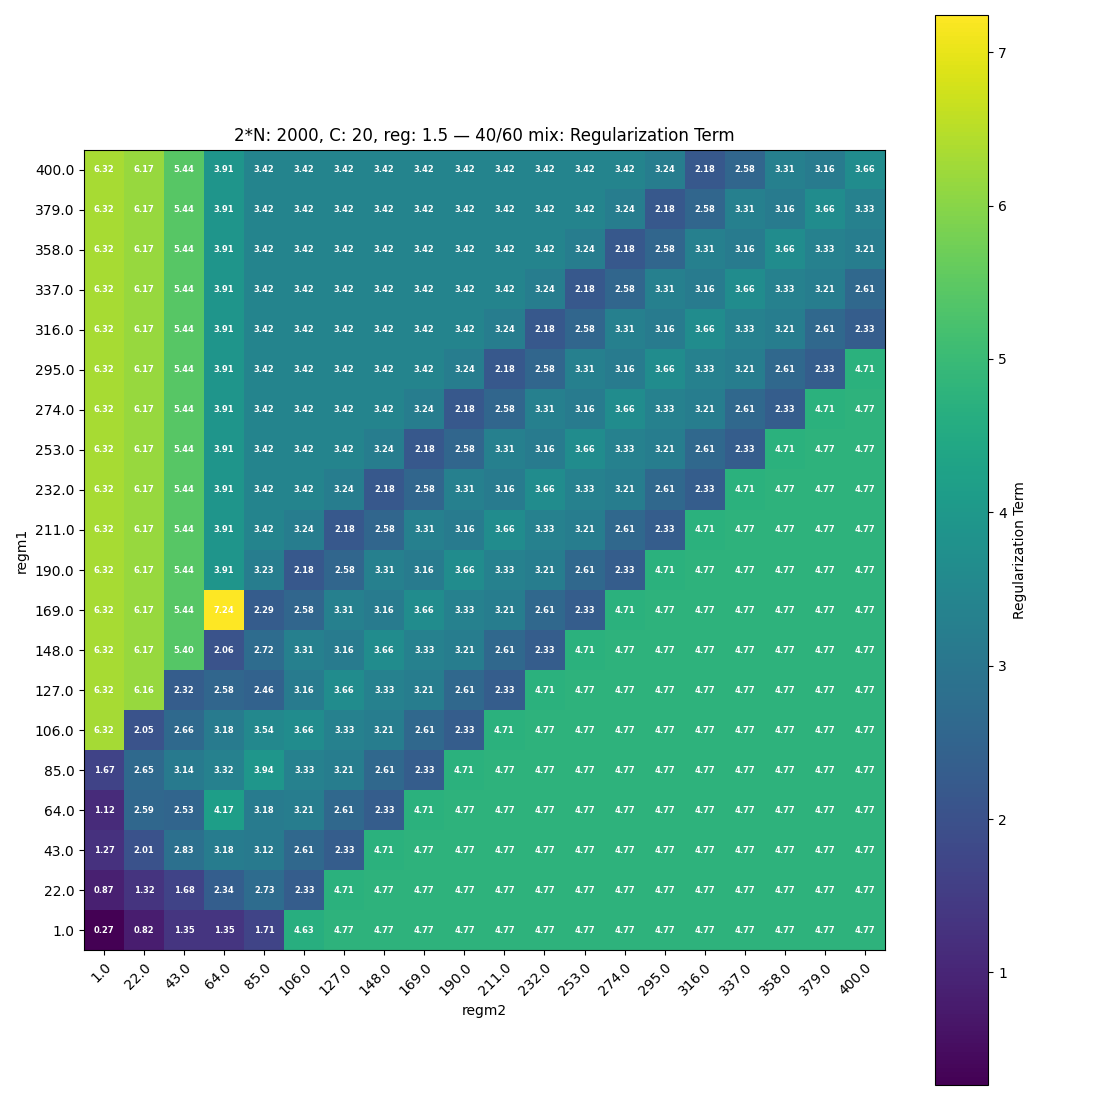 2*N: 2000, C: 20, reg: 1.5 — 40/60 mix: Regularization Term
400.0 6.32 6.17 5.44 3.91 3.42 3.42 3.42 3.42 3.42 3.42 3.42 3.42 3.42 3.42 3.24 2.18 2.58 3.31 3.16 3.66
379.0 6.32 6.17 5.44 3.91 3.42 3.42 3.42 3.42 3.42 3.42 3.42 3.42 3.42 3.24 2.18 2.58 3.31 3.16 3.66 3.33
358.0 6.32 6.17 5.44 3.91 3.42 3.42 3.42 3.42 3.42 3.42 3.42 3.42 3.24 2.18 2.58 3.31 3.16 3.66 3.33 3.21
337.0 6.32 6.17 5.44 3.91 3.42 3.42 3.42 3.42 3.42 3.42 3.42 3.24 2.18 2.58 3.31 3.16 3.66 3.33 3.21 2.61
316.0 6.32 6.17 5.44 3.91 3.42 3.42 3.42 3.42 3.42 3.42 3.24 2.18 2.58 3.31 3.16 3.66 3.33 3.21 2.61 2.33
295.0 6.32 6.17 5.44 3.91 3.42 3.42 3.42 3.42 3.42 3.24 2.18 2.58 3.31 3.16 3.66 3.33 3.21 2.61 2.33 4.71
274.0 6.32 6.17 5.44 3.91 3.42 3.42 3.42 3.42 3.24 2.18 2.58 3.31 3.16 3.66 3.33 3.21 2.61 2.33 4.71 4.77
253.0 6.32 6.17 5.44 3.91 3.42 3.42 3.42 3.24 2.18 2.58 3.31 3.16 3.66 3.33 3.21 2.61 2.33 4.71 4.77 4.77
232.0 6.32 6.17 5.44 3.91 3.42 3.42 3.24 2.18 2.58 3.31 3.16 3.66 3.33 3.21 2.61 2.33 4.71 4.77 4.77 4.77
211.0 6.32 6.17 5.44 3.91 3.42 3.24 2.18 2.58 3.31 3.16 3.66 3.33 3.21 2.61 2.33 4.71 4.77 4.77 4.77 4.77
190.0 6.32 6.17 5.44 3.91 3.23 2.18 2.58 3.31 3.16 3.66 3.33 3.21 2.61 2.33 4.71 4.77 4.77 4.77 4.77 4.77
169.0 6.32 6.17 5.44 7.24 2.29 2.58 3.31 3.16 3.66 3.33 3.21 2.61 2.33 4.71 4.77 4.77 4.77 4.77 4.77 4.77
148.0 6.32 6.17 5.40 2.06 2.72 3.31 3.16 3.66 3.33 3.21 2.61 2.33 4.71 4.77 4.77 4.77 4.77 4.77 4.77 4.77
127.0 6.32 6.16 2.32 2.58 2.46 3.16 3.66 3.33 3.21 2.61 2.33 4.71 4.77 4.77 4.77 4.77 4.77 4.77 4.77 4.77
106.0 6.32 2.05 2.66 3.18 3.54 3.66 3.33 3.21 2.61 2.33 4.71 4.77 4.77 4.77 4.77 4.77 4.77 4.77 4.77 4.77
85.0 1.67 2.65 3.14 3.32 3.94 3.33 3.21 2.61 2.33 4.71 4.77 4.77 4.77 4.77 4.77 4.77 4.77 4.77 4.77 4.77
64.0 1.12 2.59 2.53 4.17 3.18 3.21 2.61 2.33 4.71 4.77 4.77 4.77 4.77 4.77 4.77 4.77 4.77 4.77 4.77 4.77
43.0 1.27 2.01 2.83 3.18 3.12 2.61 2.33 4.71 4.77 4.77 4.77 4.77 4.77 4.77 4.77 4.77 4.77 4.77 4.77 4.77
22.0 0.87 1.32 1.68 2.34 2.73 2.33 4.71 4.77 4.77 4.77 4.77 4.77 4.77 4.77 4.77 4.77 4.77 4.77 4.77 4.77
1.0 0.27 0.82 1.35 1.35 1.71 4.63 4.77 4.77 4.77 4.77 4.77 4.77 4.77 4.77 4.77 4.77 4.77 4.77 4.77 4.77
1.0 22.0 43.0 64.0 85.0 106.0 127.0 148.0 169.0 190.0 211.0 232.0 253.0 274.0 295.0 316.0 337.0 358.0 379.0 400.0
regm2
regm1
7
6
5
4
3
2
1
Regularization Term